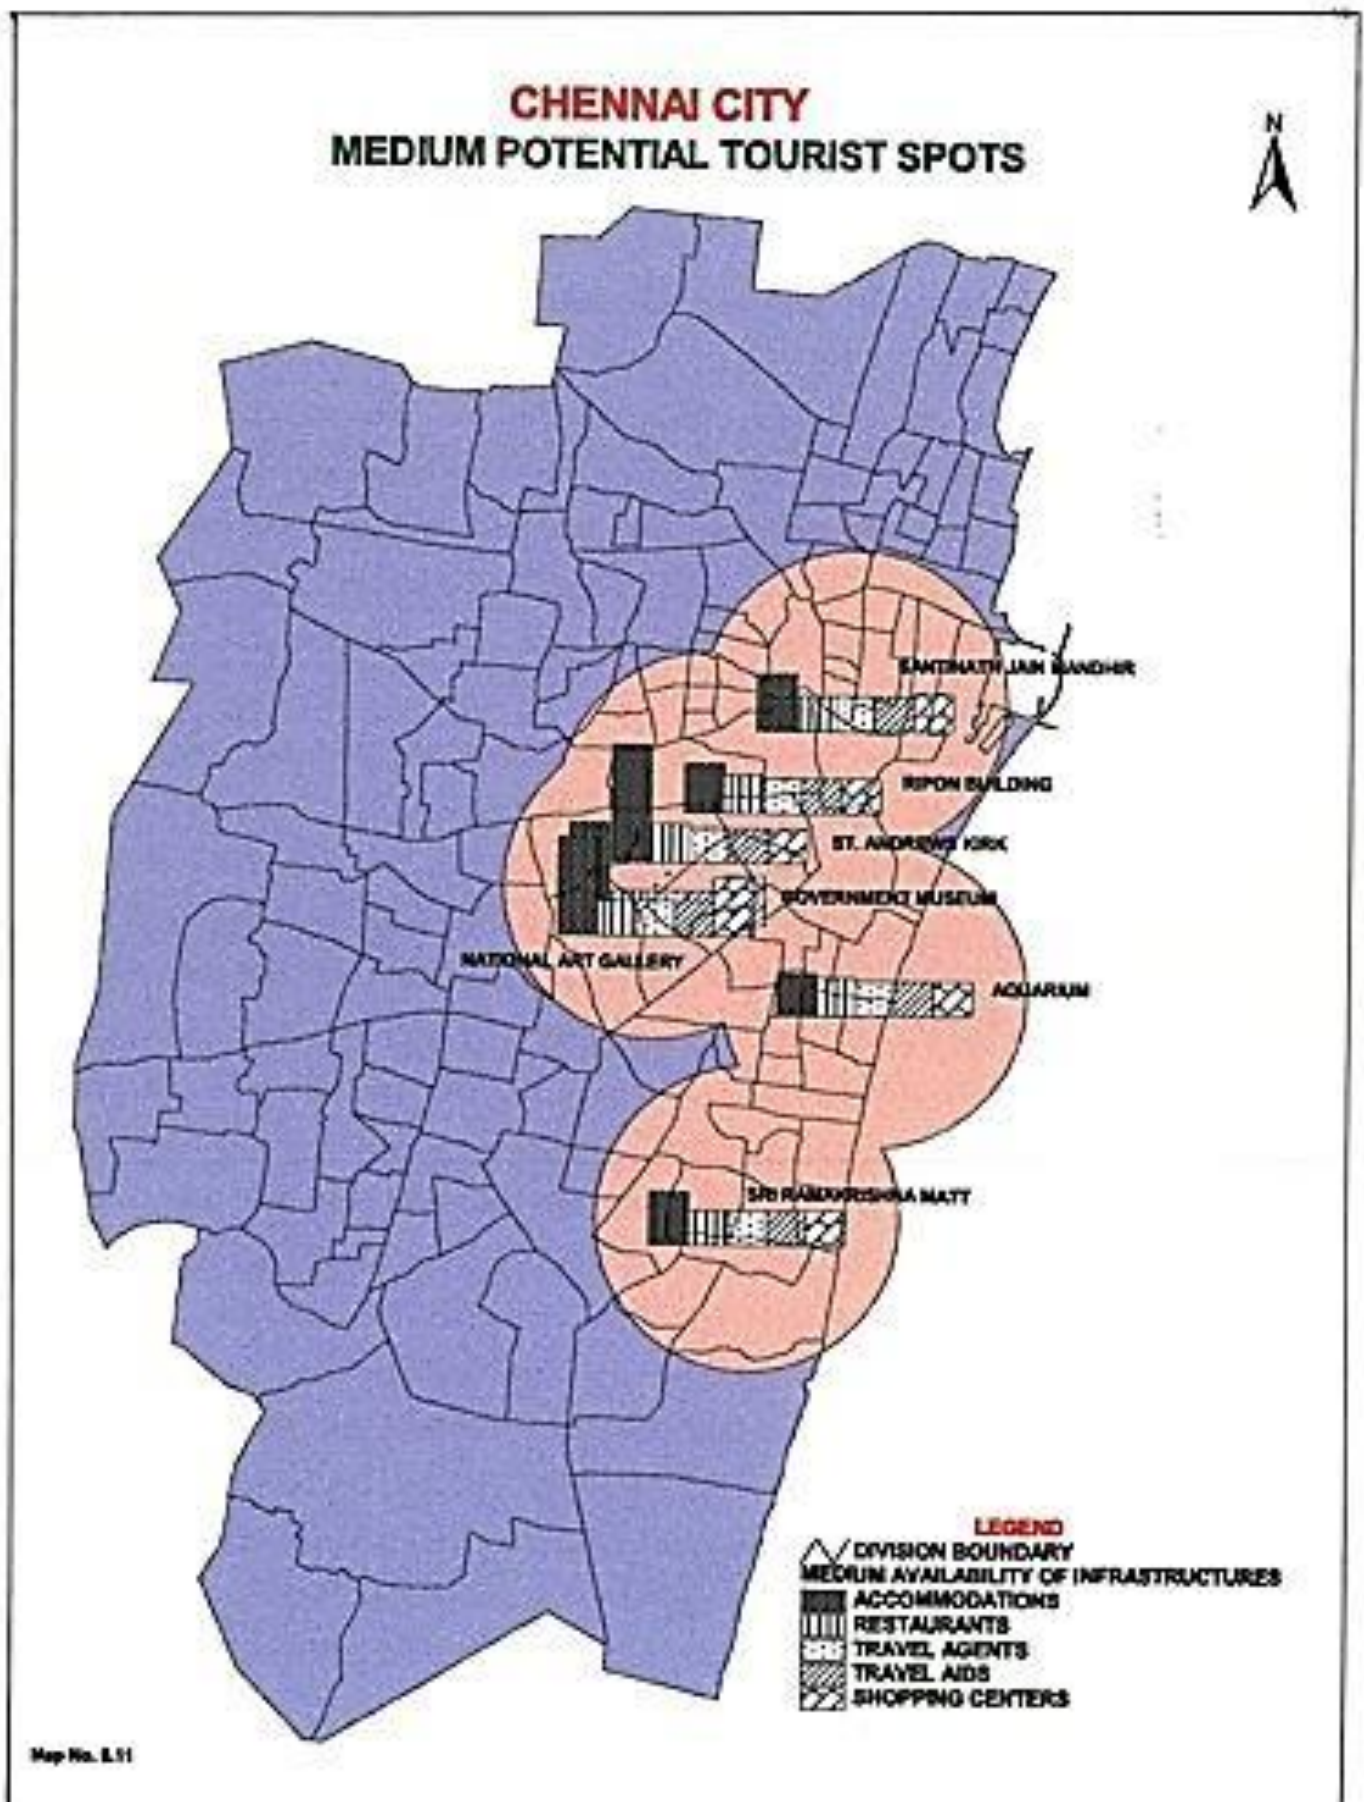 CHENNAI CITY
MEDIUM POTENTIAL TOURIST SPOTS
N
SANTINATH JAIN MANDHIR
RIPON BUILDING
ST. ANDREWS KIRK
GOVERNMENT MUSEUM
NATIONAL ART GALLERY
AQUARIUM
SRI RAMAKRISHNA MATT
LEGEND
DIVISION BOUNDARY
MEDIUM AVAILABILITY OF INFRASTRUCTURES
ACCOMMODATIONS
RESTAURANTS
TRAVEL AGENTS
TRAVEL AIDS
SHOPPING CENTERS
Map No.